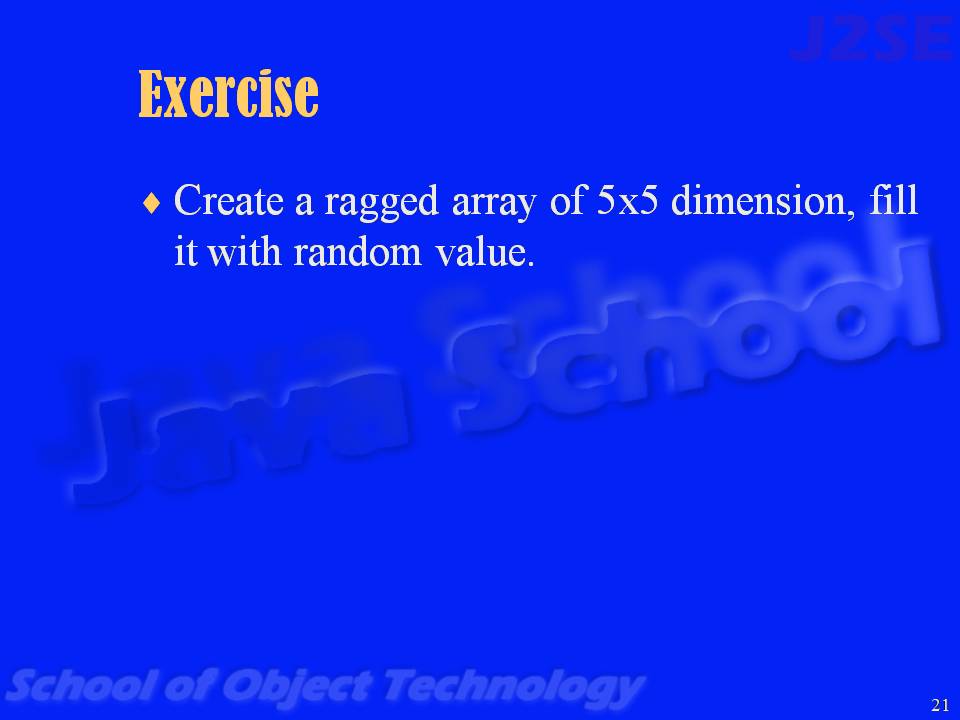 J2SE
Exercise
Create a ragged array of 5x5 dimension, fill
it with random value.
Java School
School of Object Technology
21